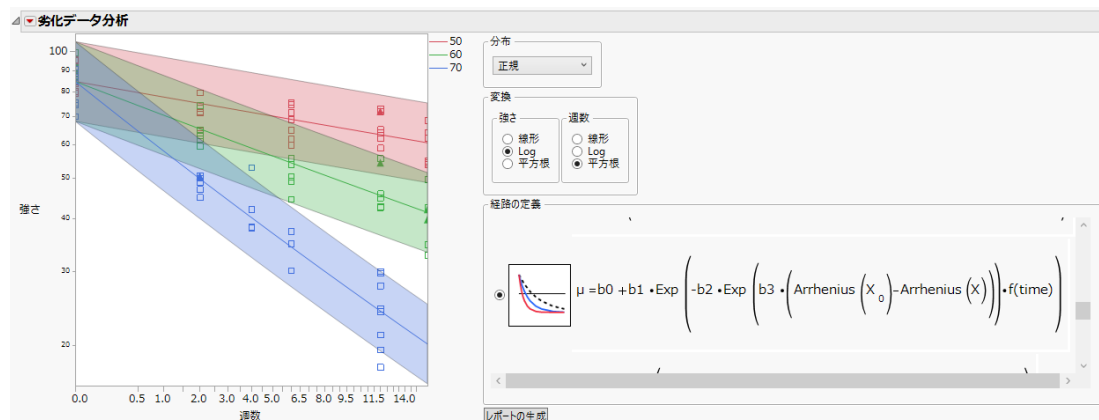 劣化データ分析
100
90
80
70
60
50
40
30
20
強さ
0.0 0.5 1.0 2.0 3.0 4.0 5.0 6.0 7.0 8.0 9.5 11.5 14.0
週数
50
60
70
分布
正規
変換
強さ
線形
Log
平方根
週数
線形
Log
平方根
経路の定義
μ =b0 +b1 •Exp(-b2 •Exp(b3 •(Arrhenius(X0)-Arrhenius(X)))•f(time))
レポートの生成